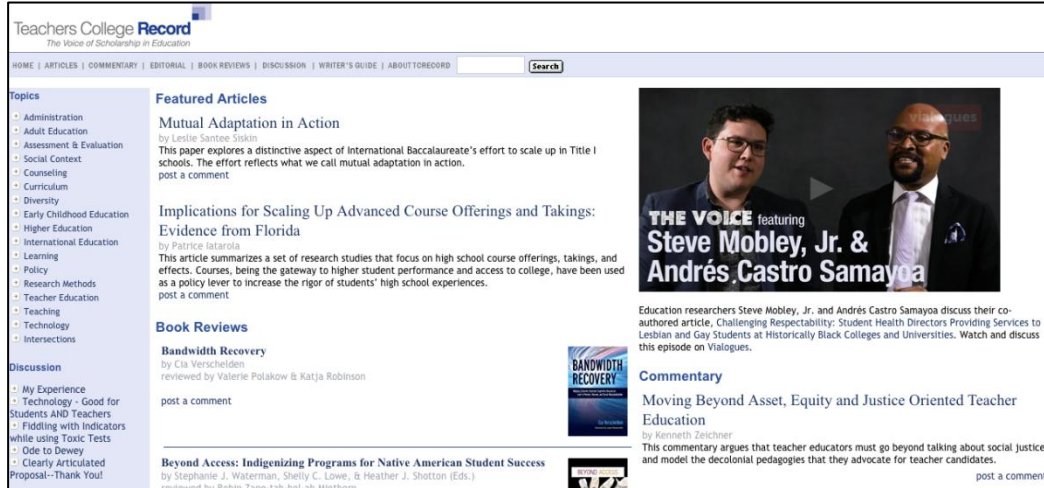 Teachers College Record
The Voice of Scholarship in Education
HOME | ARTICLES | COMMENTARY | EDITORIAL | BOOK REVIEWS | DISCUSSION | WRITER'S GUIDE | ABOUT TCRECORD
Search
Topics
Administration
Adult Education
Assessment & Evaluation
Social Context
Counseling
Curriculum
Diversity
Early Childhood Education
Higher Education
International Education
Learning
Policy
Research Methods
Teacher Education
Teaching
Technology
Intersections
Discussion
My Experience
Technology - Good for
Students AND Teachers
Fiddling with Indicators
while using Toxic Tests
Ode to Dewey
Clearly Articulated
Proposal--Thank You!
Featured Articles
Mutual Adaptation in Action
by Leslie Santee Siskin
This paper explores a distinctive aspect of International Baccalaureate's effort to scale up in Title I
schools. The effort reflects what we call mutual adaptation in action.
post a comment
Implications for Scaling Up Advanced Course Offerings and Takings:
Evidence from Florida
by Patrice Iatarola
This article summarizes a set of research studies that focus on high school course offerings, takings, and
effects. Courses, being the gateway to higher student performance and access to college, have been used
as a policy lever to increase the rigor of students' high school experiences.
post a comment
Book Reviews
Bandwidth Recovery
by Cia Verschelden
reviewed by Valerie Polakow & Katja Robinson
post a comment
BANDWIDTH
RECOVERY
Beyond Access: Indigenizing Programs for Native American Student Success
by Stephanie J. Waterman, Shelly C. Lowe, & Heather J. Shotton (Eds.)
BEYOND ACCESS
vialogues
THE VOICE featuring
Steve Mobley, Jr. &
Andrés Castro Samayoa
Education researchers Steve Mobley, Jr. and Andrés Castro Samayoa discuss their co-
authored article, Challenging Respectability: Student Health Directors Providing Services to
Lesbian and Gay Students at Historically Black Colleges and Universities. Watch and discuss
this episode on Vialogues.
Commentary
Moving Beyond Asset, Equity and Justice Oriented Teacher
Education
by Kenneth Zeichner
This commentary argues that teacher educators must go beyond talking about social justice
and model the decolonial pedagogies that they advocate for teacher candidates.
post a comment